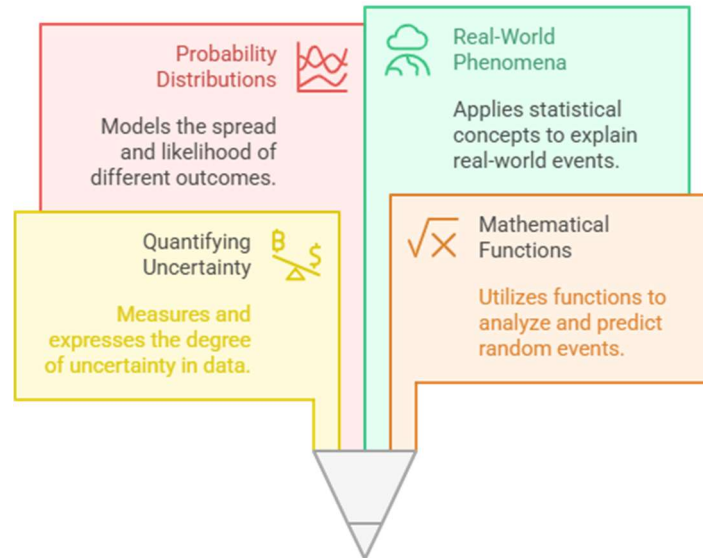 Probability
Distributions
Models the spread
and likelihood of
different outcomes.
Real-World
Phenomena
Applies statistical
concepts to explain
real-world events.
Quantifying
Uncertainty
Measures and
expresses the degree
of uncertainty in data.
Mathematical
Functions
Utilizes functions to
analyze and predict
random events.